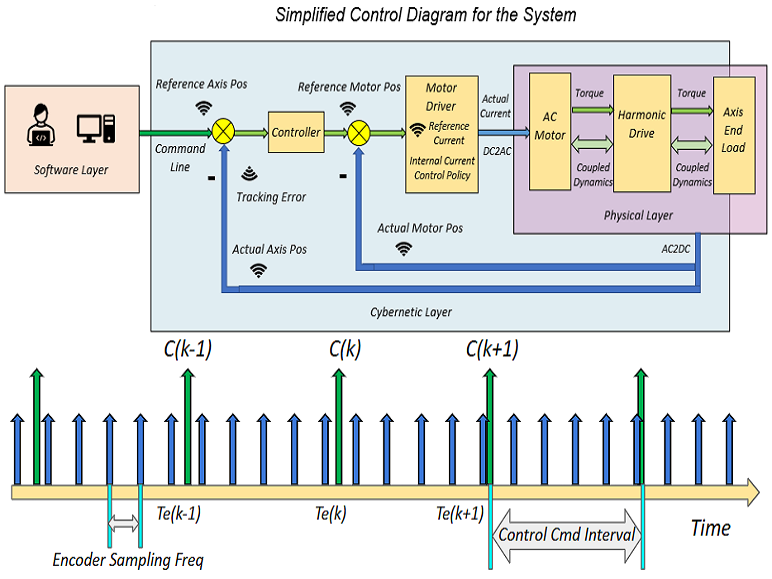 Simplified Control Diagram for the System
Reference Axis Pos
Reference Motor Pos
Motor
Driver
Reference
Current
Internal Current
Control Policy
Actual
Current
DC2AC
AC
Motor
Torque
Harmonic
Drive
Torque
Axis
End
Load
Coupled
Dynamics
Coupled
Dynamics
Physical Layer
Software Layer
Command
Line
Controller
-
-
Tracking Error
Actual Motor Pos
Actual Axis Pos
AC2DC
Cybernetic Layer
C(k-1)
C(k)
C(k+1)
Te(k-1)
Te(k)
Te(k+1)
Encoder Sampling Freq
Control Cmd Interval
Time